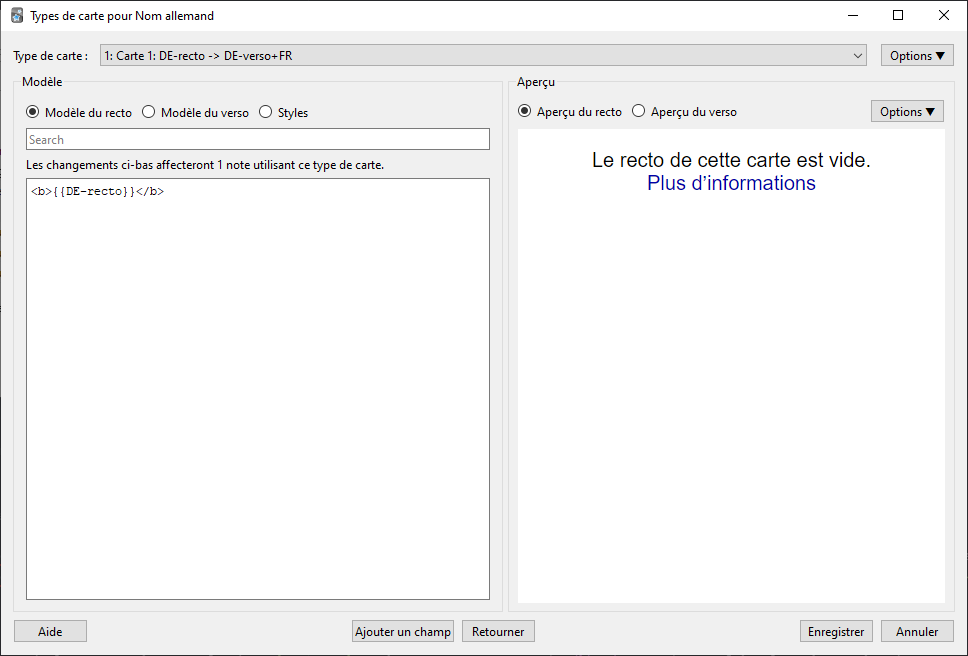 Types de carte pour Nom allemand
Type de carte :
1: Carte 1: DE-recto -> DE-verso+FR
Options ▼
Modèle
Modèle du recto
Modèle du verso
Styles
Search
Les changements ci-bas affecteront 1 note utilisant ce type de carte.
<b>{{DE-recto}}</b>
Aperçu
Aperçu du recto
Aperçu du verso
Options ▼
Le recto de cette carte est vide.
Plus d’informations
Aide
Ajouter un champ
Retourner
Enregistrer
Annuler